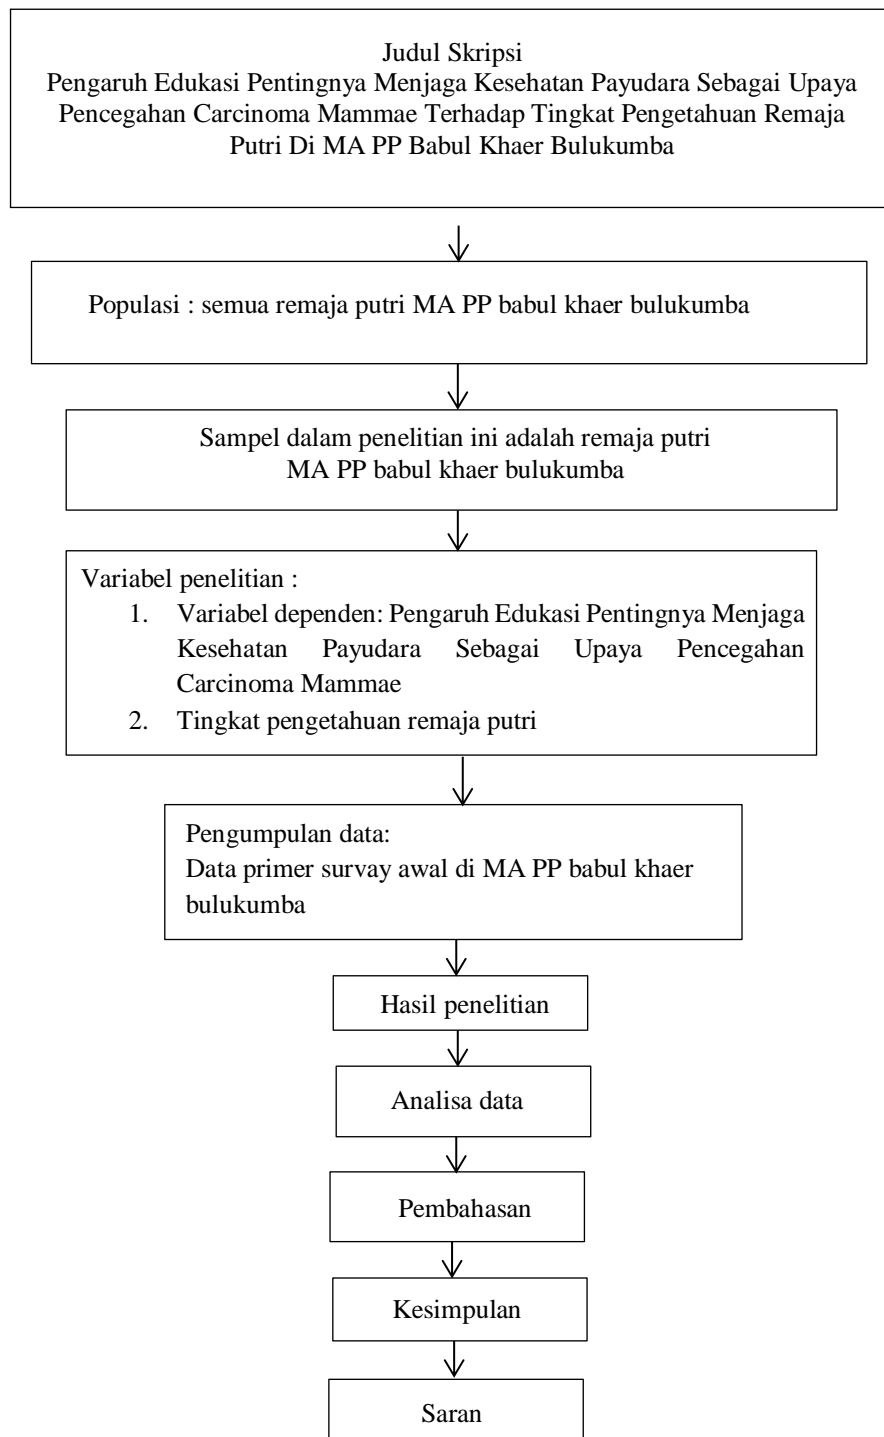 Judul Skripsi
Pengaruh Edukasi Pentingnya Menjaga Kesehatan Payudara Sebagai Upaya
Pencegahan Carcinoma Mammae Terhadap Tingkat Pengetahuan Remaja
Putri Di MA PP Babul Khaer Bulukumba
Populasi : semua remaja putri MA PP babul khaer bulukumba
Sampel dalam penelitian ini adalah remaja putri
MA PP babul khaer bulukumba
Variabel penelitian :
1. Variabel dependen: Pengaruh Edukasi Pentingnya Menjaga
Kesehatan Payudara Sebagai Upaya Pencegahan
Carcinoma Mammae
2. Tingkat pengetahuan remaja putri
Pengumpulan data:
Data primer survay awal di MA PP babul khaer
bulukumba
Hasil penelitian
Analisa data
Pembahasan
Kesimpulan
Saran